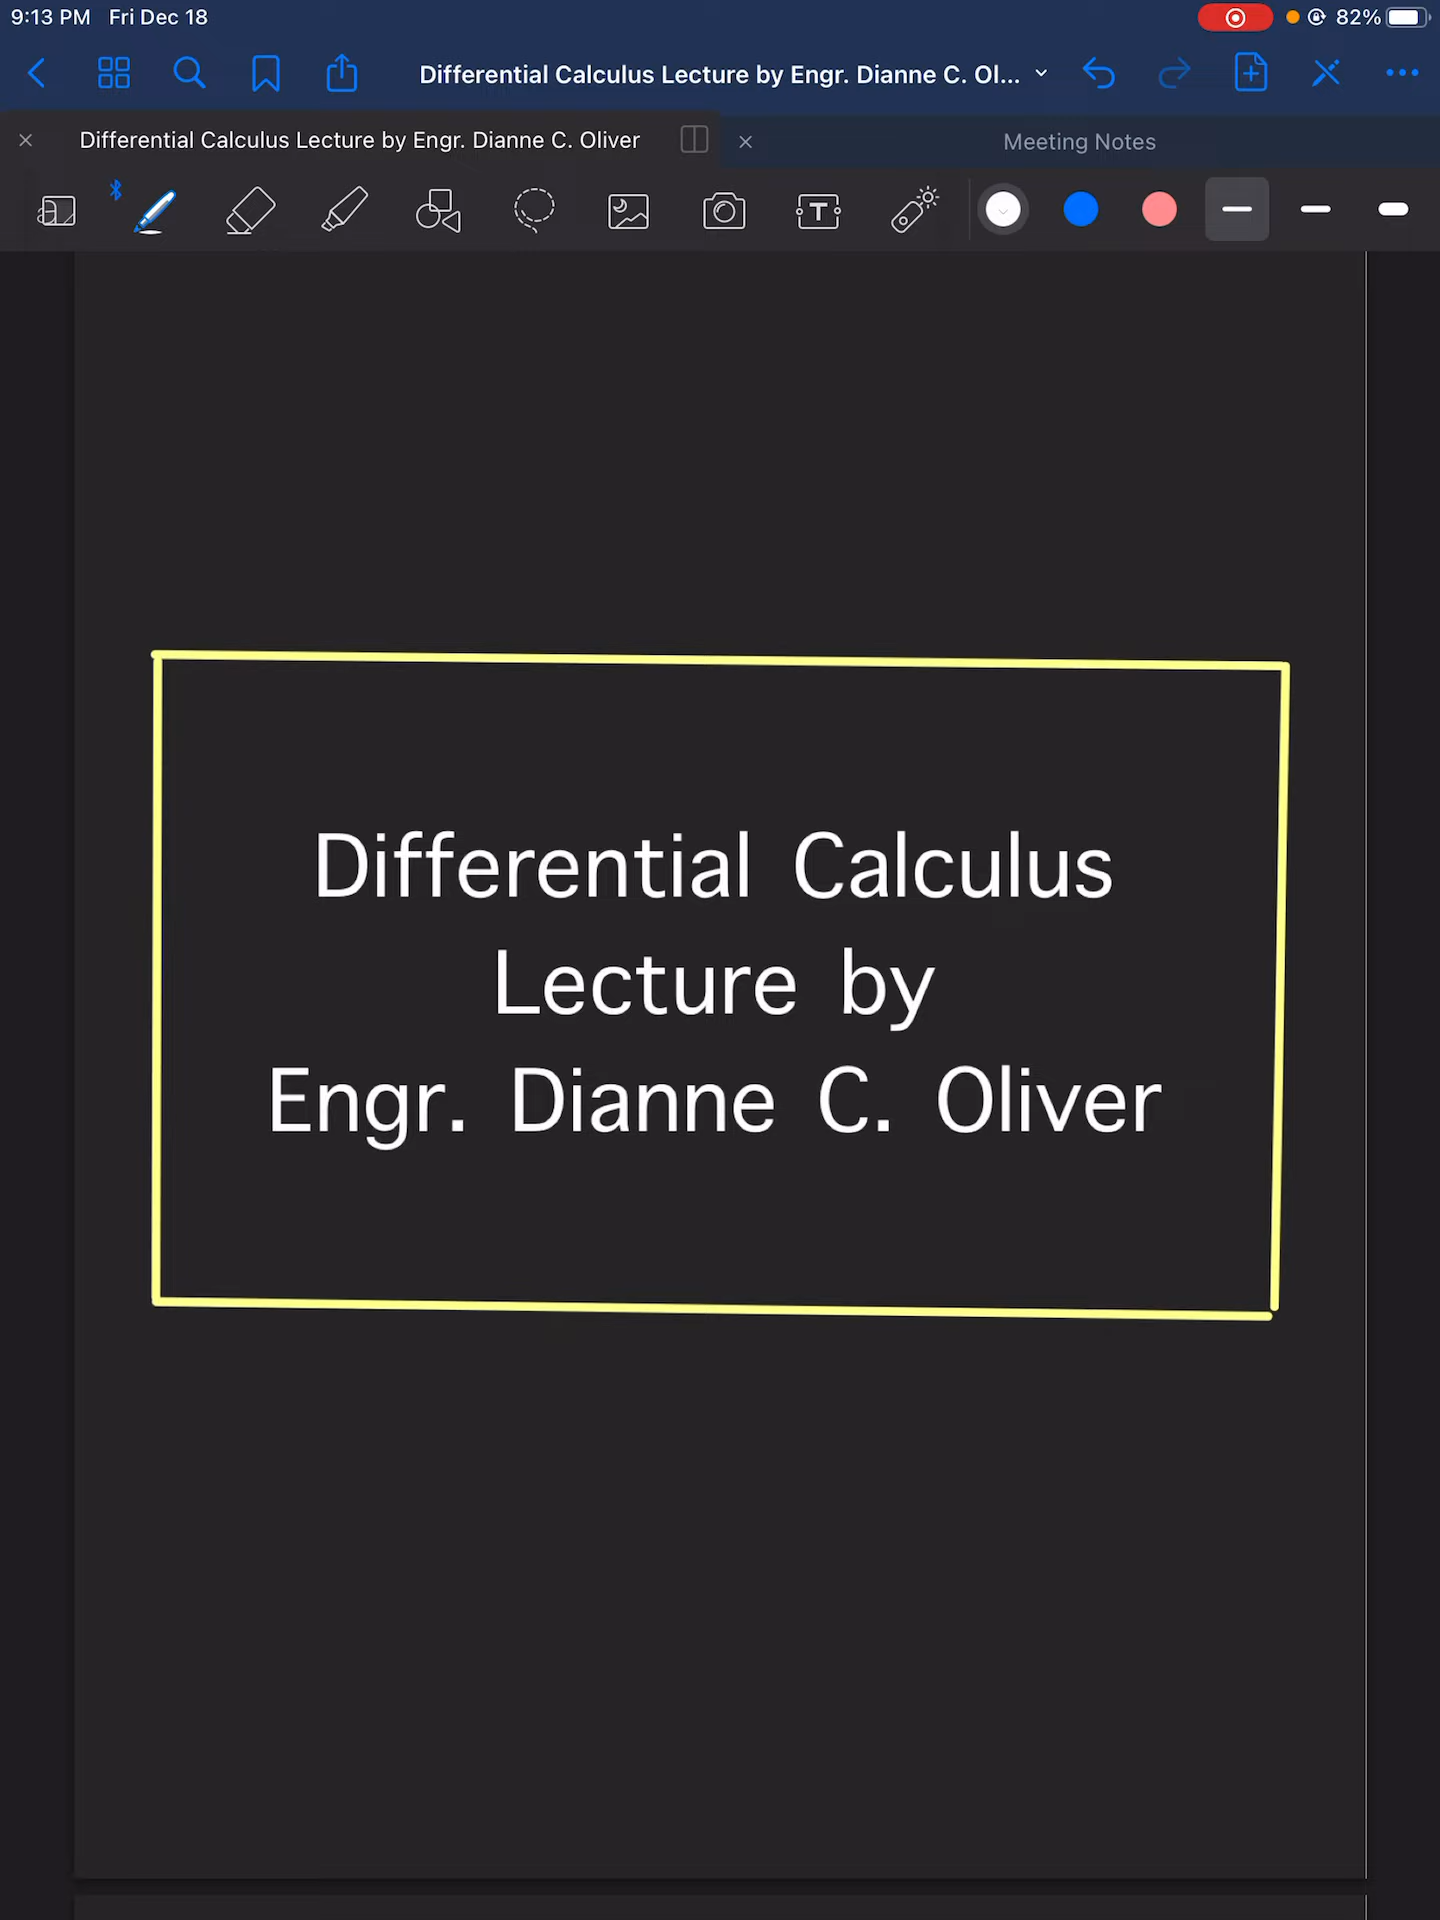 9:13 PM Fri Dec 18 82%
Differential Calculus Lecture by Engr. Dianne C. Ol...
Differential Calculus Lecture by Engr. Dianne C. Oliver
Meeting Notes
T
Differential Calculus
Lecture by
Engr. Dianne C. Oliver